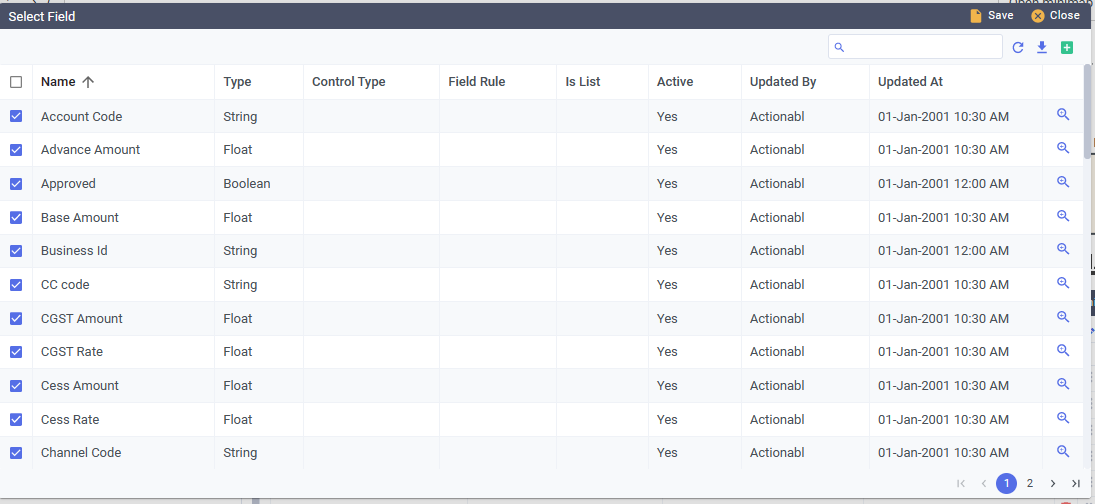 Select Field Save Close
Name Type Control Type Field Rule Is List Active Updated By Updated At
Account Code String Yes Actionabl 01-Jan-2001 10:30 AM
Advance Amount Float Yes Actionabl 01-Jan-2001 10:30 AM
Approved Boolean Yes Actionabl 01-Jan-2001 12:00 AM
Base Amount Float Yes Actionabl 01-Jan-2001 10:30 AM
Business Id String Yes Actionabl 01-Jan-2001 12:00 AM
CC code String Yes Actionabl 01-Jan-2001 10:30 AM
CGST Amount Float Yes Actionabl 01-Jan-2001 10:30 AM
CGST Rate Float Yes Actionabl 01-Jan-2001 10:30 AM
Cess Amount Float Yes Actionabl 01-Jan-2001 10:30 AM
Cess Rate Float Yes Actionabl 01-Jan-2001 10:30 AM
Channel Code String Yes Actionabl 01-Jan-2001 10:30 AM
1 2